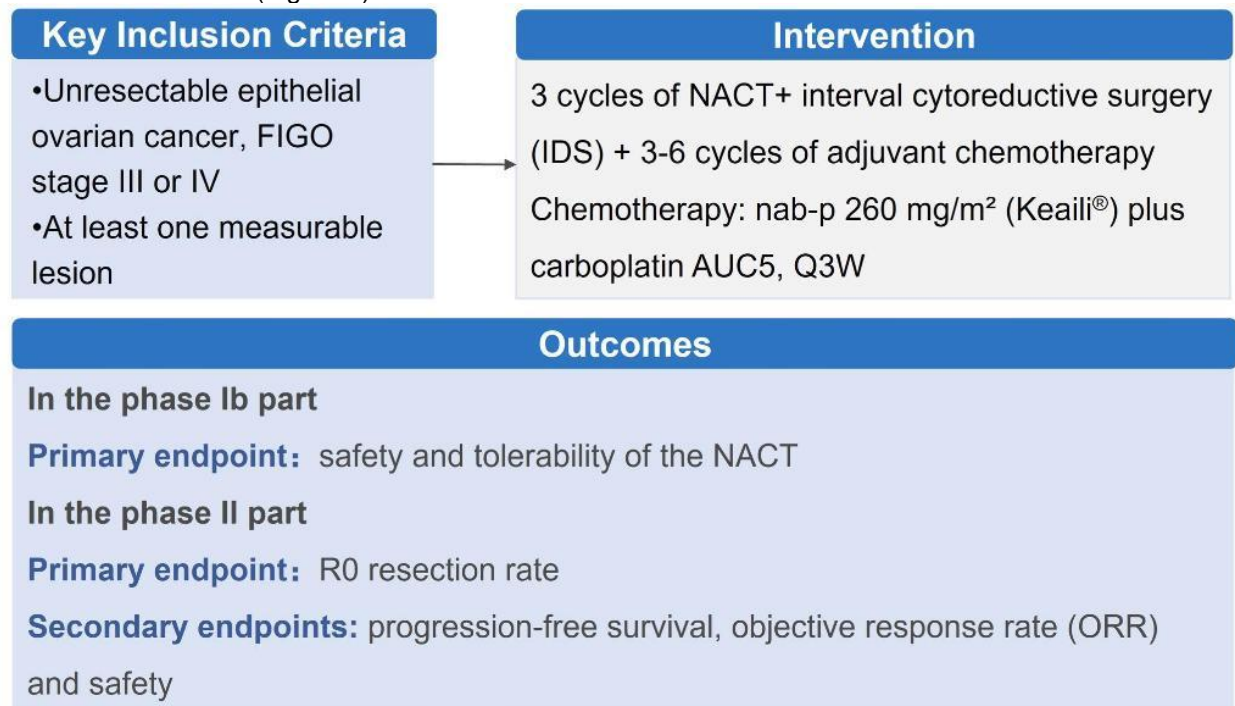 Key Inclusion Criteria
•Unresectable epithelial
ovarian cancer, FIGO
stage III or IV
•At least one measurable
lesion
Intervention
3 cycles of NACT+ interval cytoreductive surgery
(IDS) + 3-6 cycles of adjuvant chemotherapy
Chemotherapy: nab-p 260 mg/m² (Keaili®) plus
carboplatin AUC5, Q3W
Outcomes
In the phase Ib part
Primary endpoint：safety and tolerability of the NACT
In the phase II part
Primary endpoint：R0 resection rate
Secondary endpoints: progression-free survival, objective response rate (ORR)
and safety